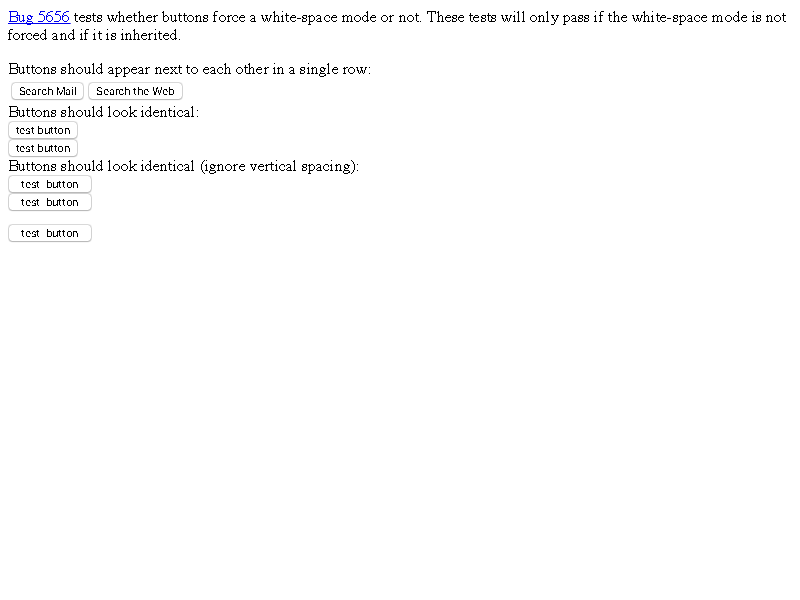 Bug 5656 tests whether buttons force a white-space mode or not. These tests will only pass if the white-space mode is not
forced and if it is inherited.
Buttons should appear next to each other in a single row:
Search Mail Search the Web
Buttons should look identical:
test button
test button
Buttons should look identical (ignore vertical spacing):
test  button
test  button
test  button